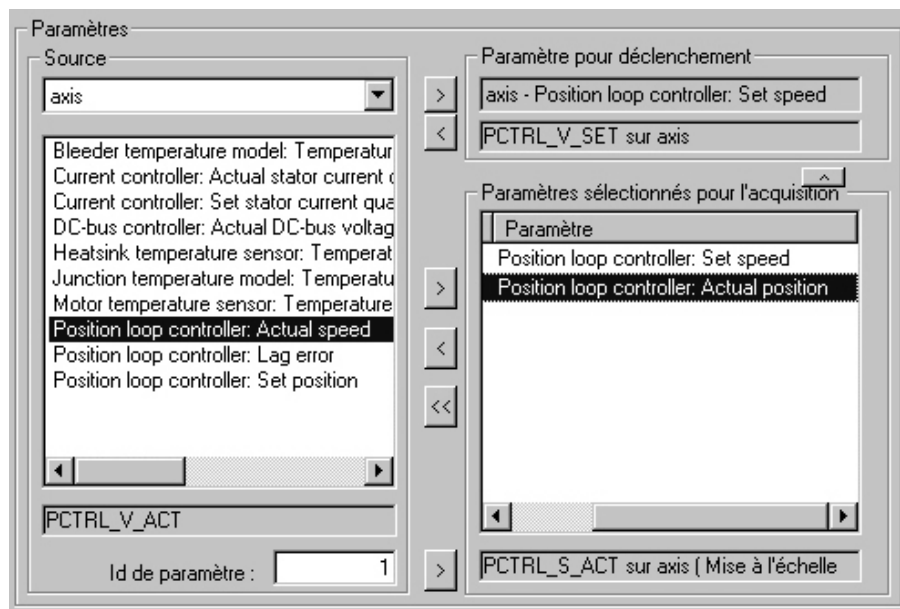 Paramètres
Source
axis
Bleeder temperature model: Temperatur
Current controller: Actual stator current
Current controller: Set stator current qua
DC-bus controller: Actual DC-bus voltag
Heatsink temperature sensor: Temperat
Junction temperature model: Temperatu
Motor temperature sensor: Temperature
Position loop controller: Actual speed
Position loop controller: Lag error
Position loop controller: Set position
PCTRL_V_ACT
Id de paramètre : 1
>
<
>
<
<<
>
Paramètre pour déclenchement
axis - Position loop controller: Set speed
PCTRL_V_SET sur axis
Paramètres sélectionnés pour l'acquisition
Paramètre
Position loop controller: Set speed
Position loop controller: Actual position
PCTRL_S_ACT sur axis ( Mise à l'échelle